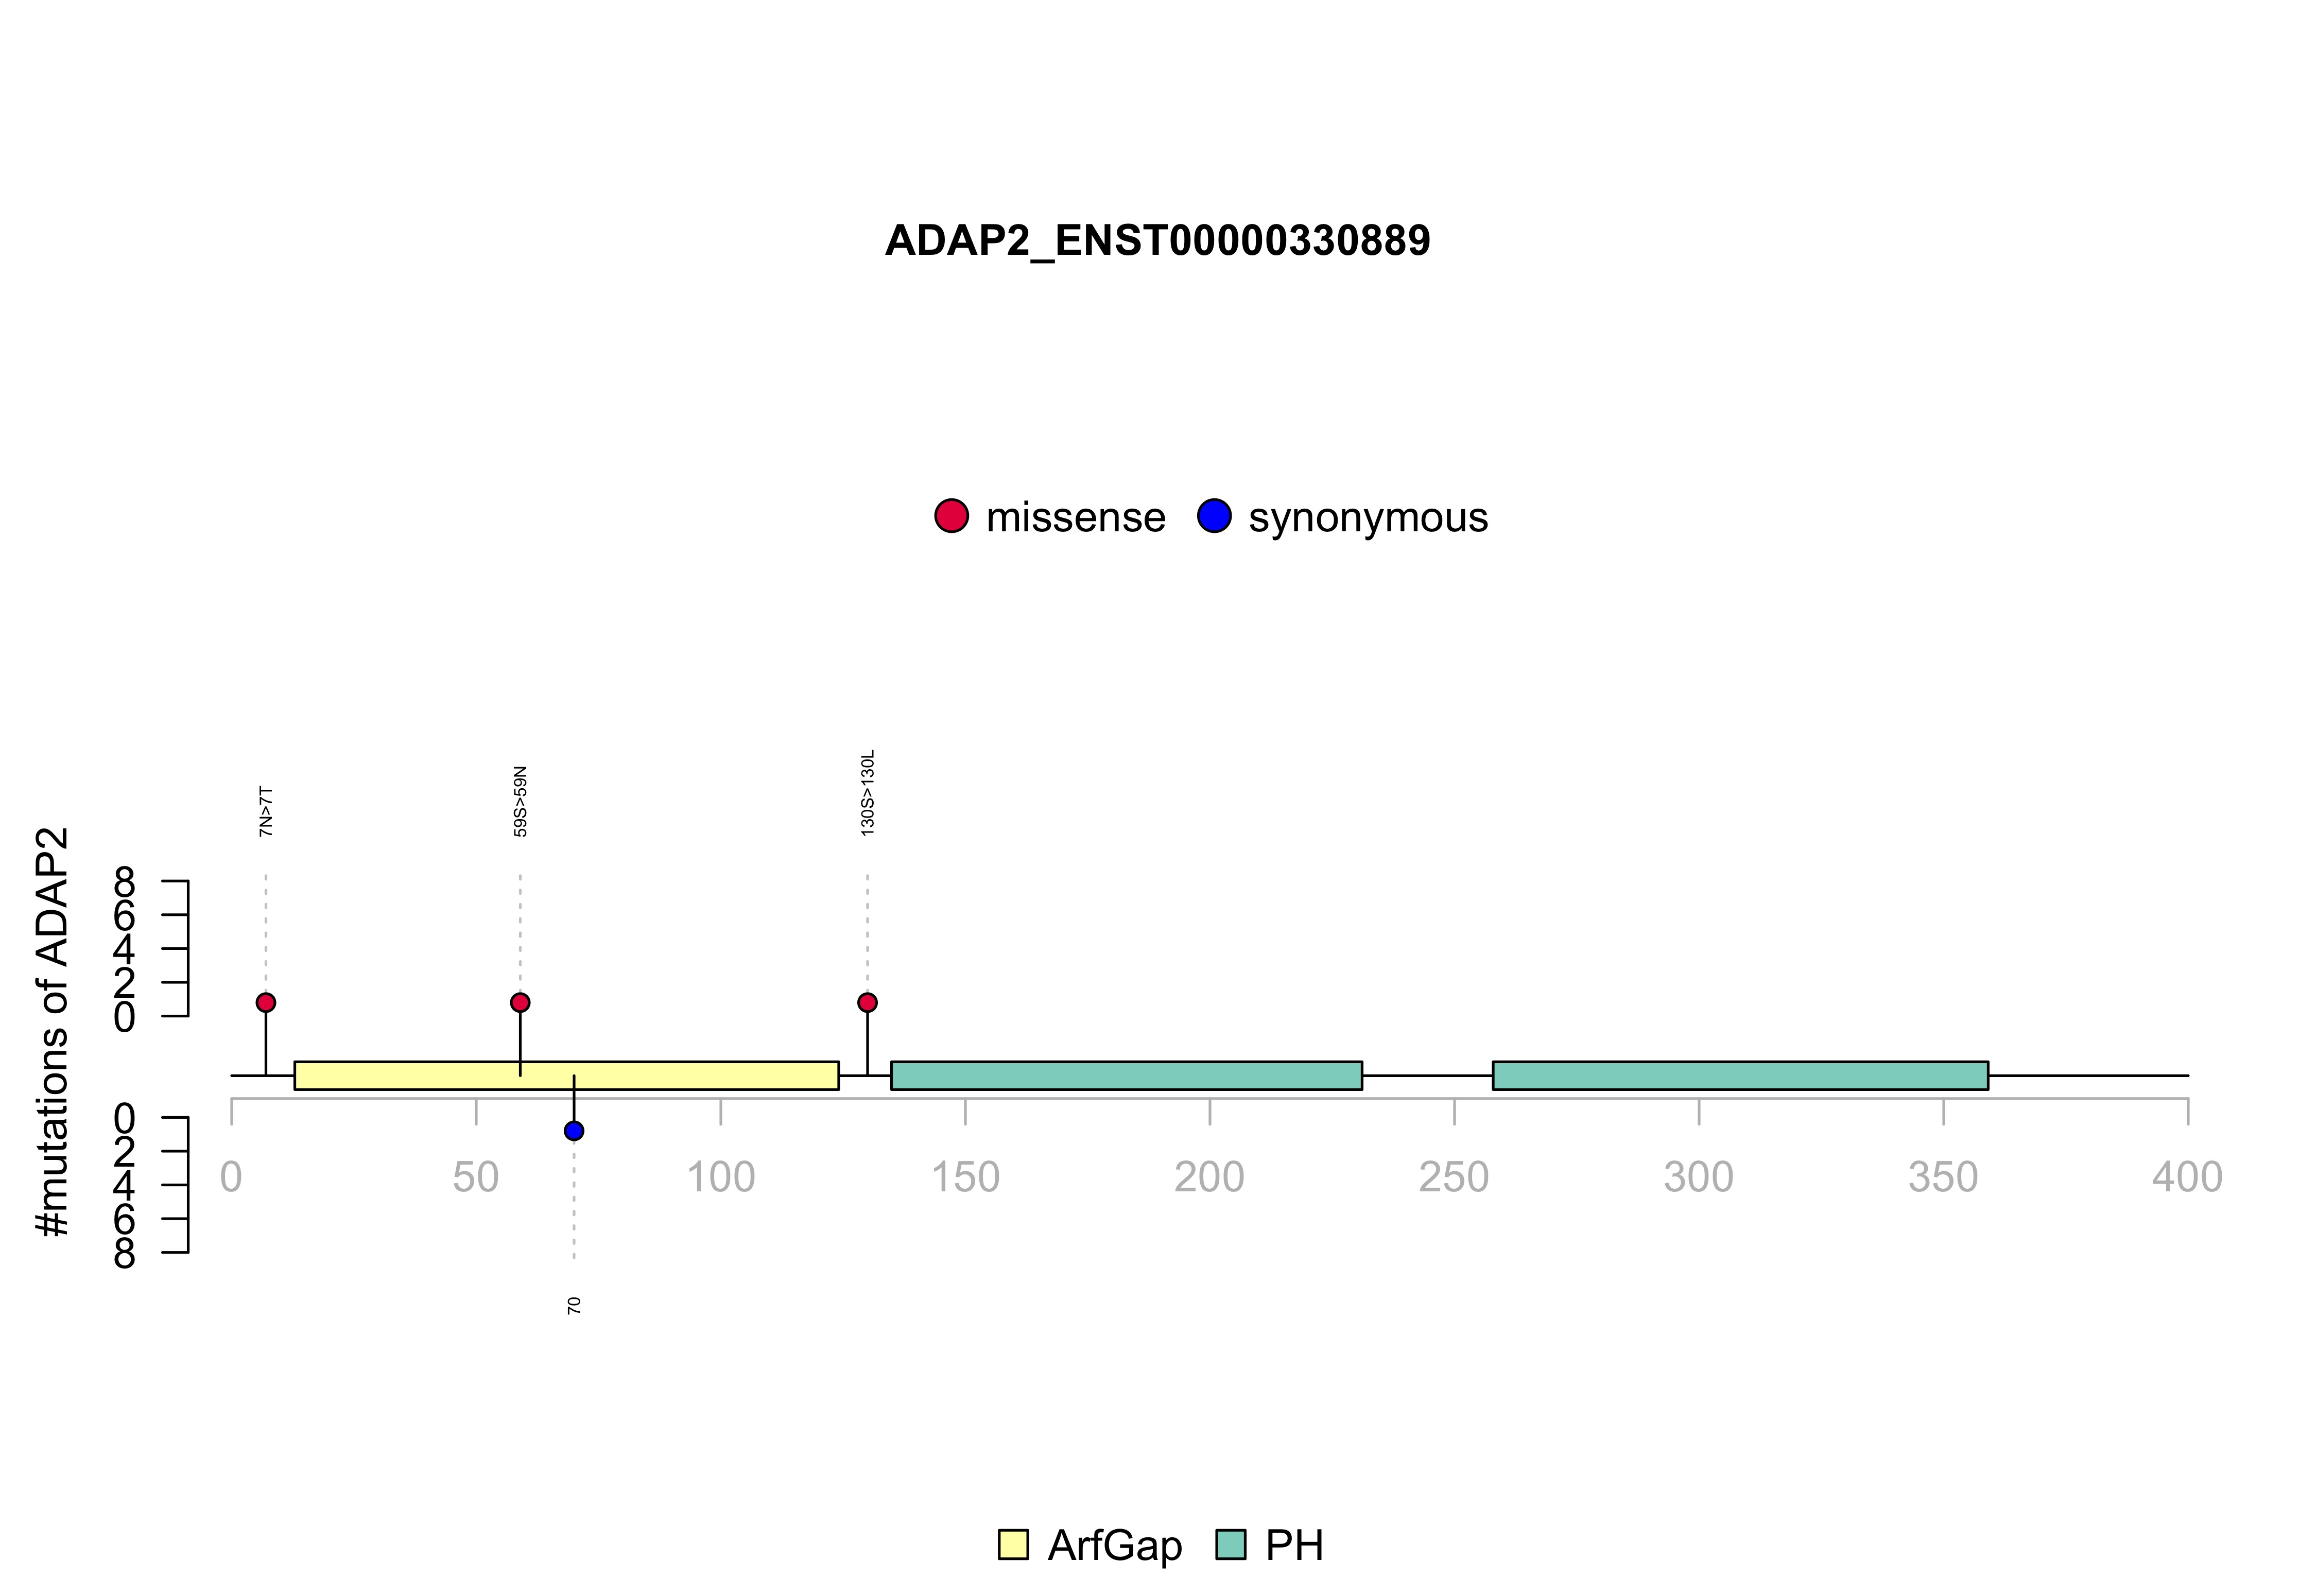 ADAP2_ENST00000330889
missense synonymous
7N>7T
59S>59N
130S>130L
#mutations of ADAP2
8
6
4
2
0
0
2
4
6
8
0 50 100 150 200 250 300 350 400
70
ArfGap PH